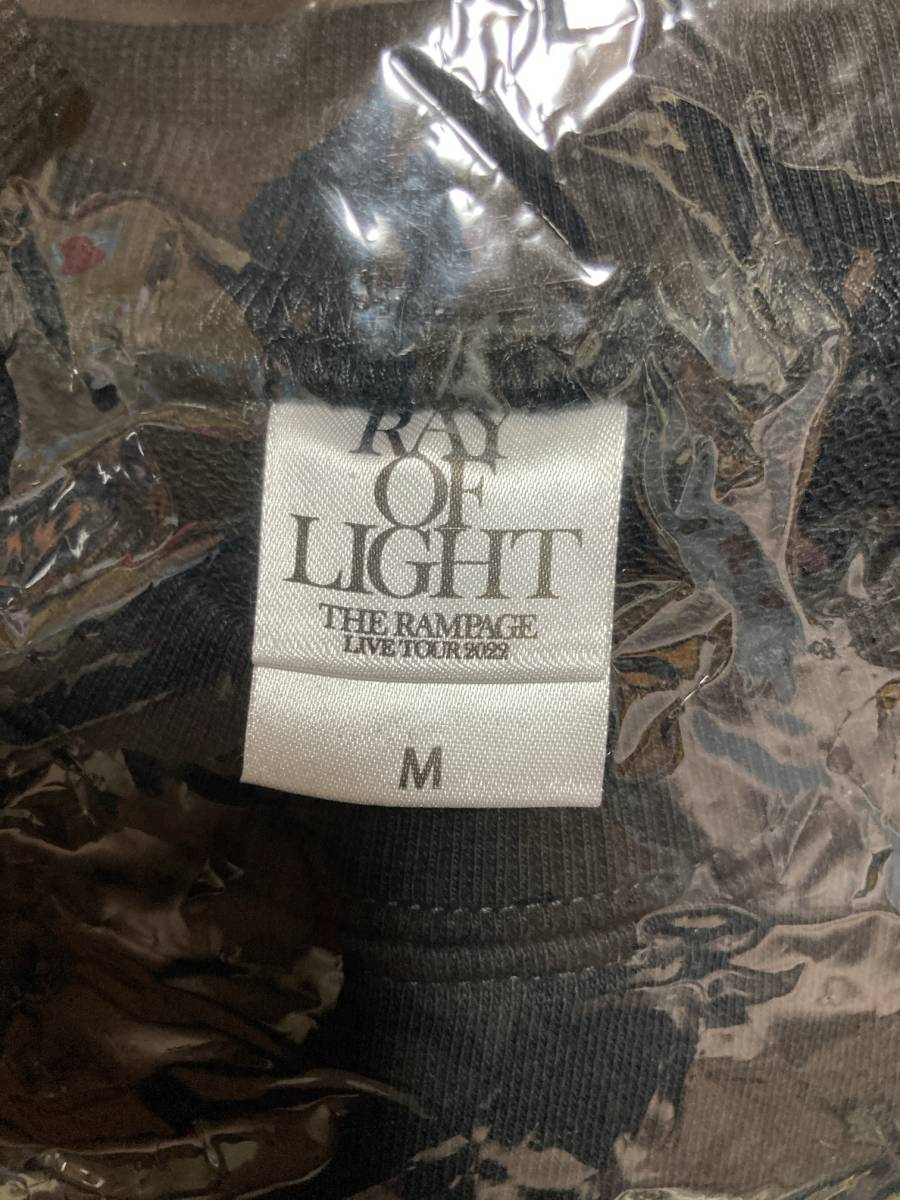 RAY
OF
LIGHT
THE RAMPAGE
LIVE TOUR 2022
M